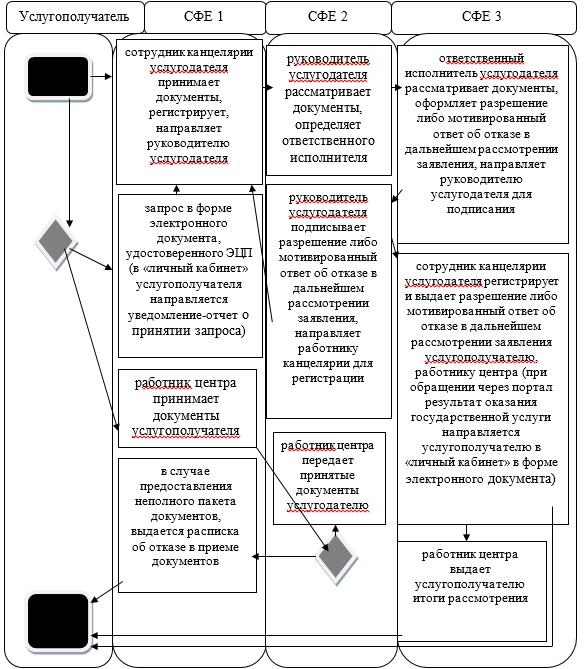 Услугополучатель
СФЕ 1
СФЕ 2
СФЕ 3
сотрудник канцелярии
услугодателя
принимает
документы,
регистрирует,
направляет
руководителю
услугодателя
руководитель
услугодателя
рассматривает
документы,
определяет
ответственного
исполнителя
ответственный
исполнитель услугодателя
рассматривает документы,
оформляет разрешение
либо мотивированный
ответ об отказе в
дальнейшем рассмотрении
заявления, направляет
руководителю
услугодателя для
подписания
запрос в форме
электронного
документа,
удостоверенного ЭЦП
(в «личный кабинет»
услугополучателя
направляется
уведомление-отчет о
принятии запроса)
руководитель
услугодателя
подписывает
разрешение либо
мотивированный
ответ об отказе в
дальнейшем
рассмотрении
заявления,
направляет
работнику
канцелярии для
регистрации
сотрудник канцелярии
услугодателя регистрирует
и выдает разрешение либо
мотивированный ответ об
отказе в дальнейшем
рассмотрении заявления
услугополучателю,
работнику центра (при
обращении через портал
результат оказания
государственной услуги
направляется
услугополучателю в
«личный кабинет» в форме
электронного документа)
работник центра
принимает
документы
услугополучателя
работник центра
передает
принятые
документы
услугодателю
в случае
предоставления
неполного пакета
документов,
выдается расписка
об отказе в приеме
документов
работник центра
выдает
услугополучателю
итоги рассмотрения